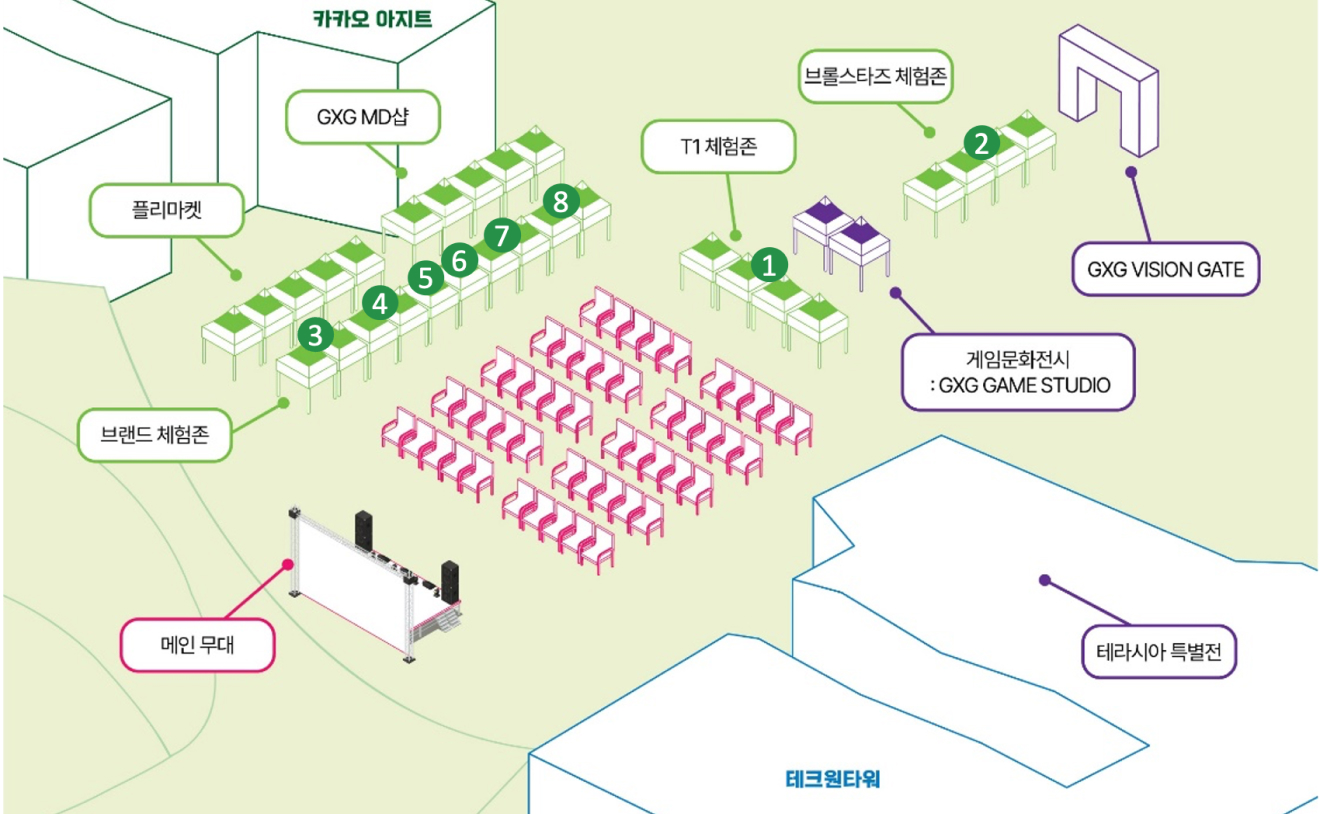 카카오 아지트
브롤스타즈 체험존
GXG MD샵
T1 체험존
2
플리마켓
8
7
1
6
5
4
3
GXG VISION GATE
게임문화전시
: GXG GAME STUDIO
브랜드 체험존
메인 무대
테라시아 특별전
테크원타워